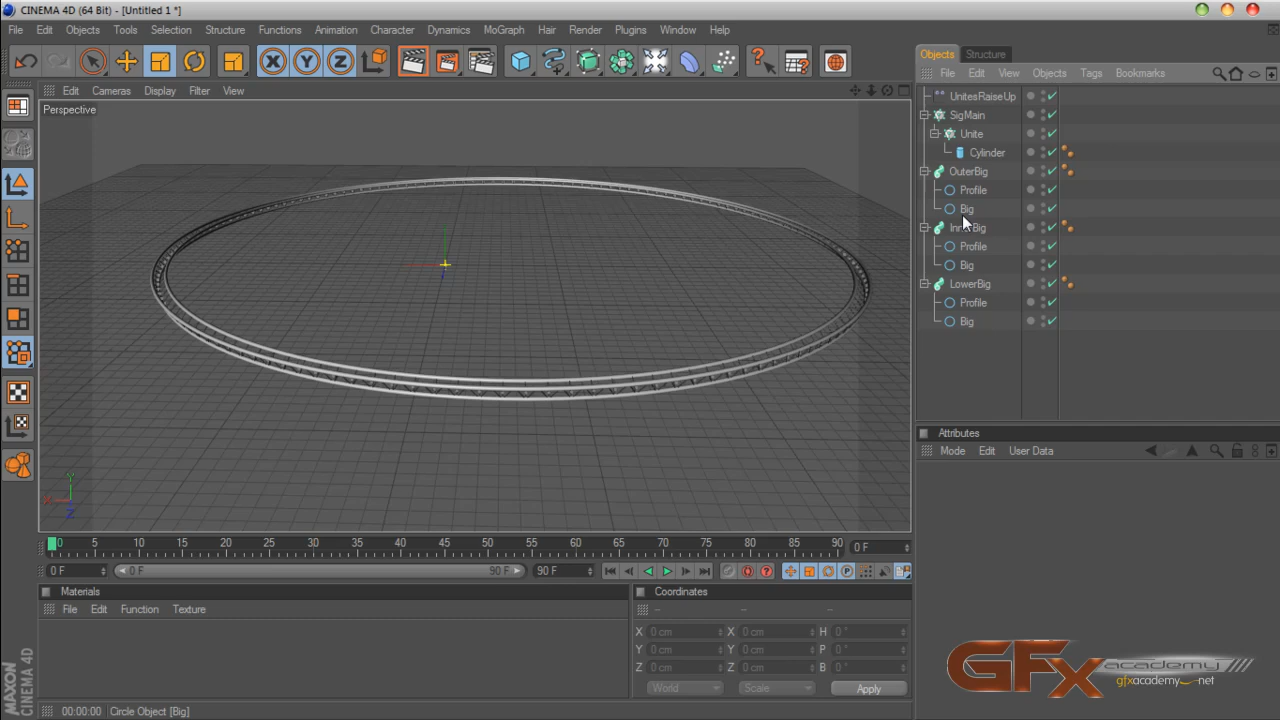 CINEMA 4D (64 Bit) - [Untitled 1 *]
File Edit Objects Tools Selection Structure Functions Animation Character Dynamics MoGraph Hair Render Plugins Window Help
X Y Z
Objects Structure
File Edit View Objects Tags Bookmarks
Edit Cameras Display Filter View
Perspective
UnitesRaiseUp
SigMain
Unite
Cylinder
OuterBig
Profile
Big
Profile
Big
LowerBig
Profile
Big
Attributes
Mode Edit User Data
Y
X
Z
0 5 10 15 20 25 30 35 40 45 50 55 60 65 70 75 80 85 90 0 F
0 F 0 F 90 F 90 F
Materials
File Edit Function Texture
Coordinates
X 0 cm X 0 cm H 0 °
Y 0 cm Y 0 cm P 0 °
Z 0 cm Z 0 cm B 0 °
World Scale Apply
MAXON
CINEMA 4D
GFx academy
gfxacademy.net
00:00:00 Circle Object [Big]